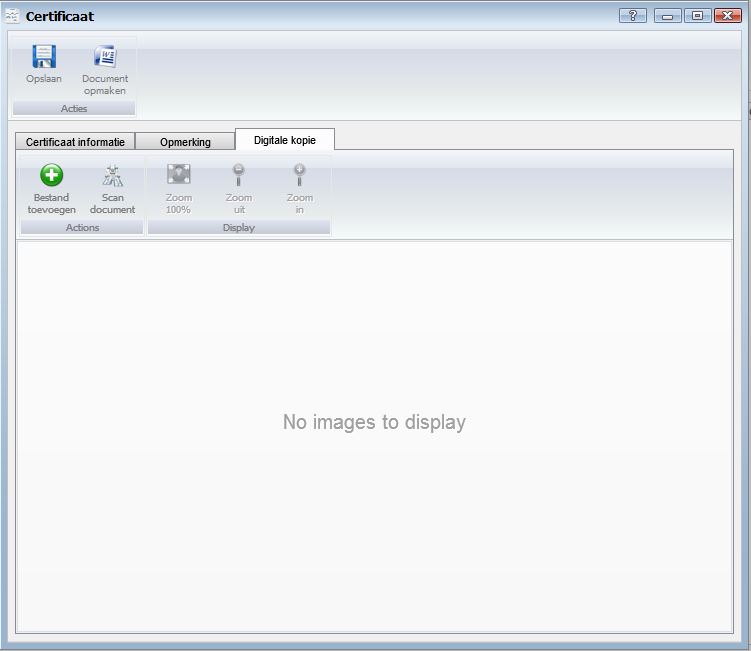 Certificaat
Opslaan
Document
opmaken
Acties
Certificaat informatie
Opmerking
Digitale kopie
Bestand
toevoegen
Scan
document
Zoom
100%
Zoom
uit
Zoom
in
Actions
Display
No images to display